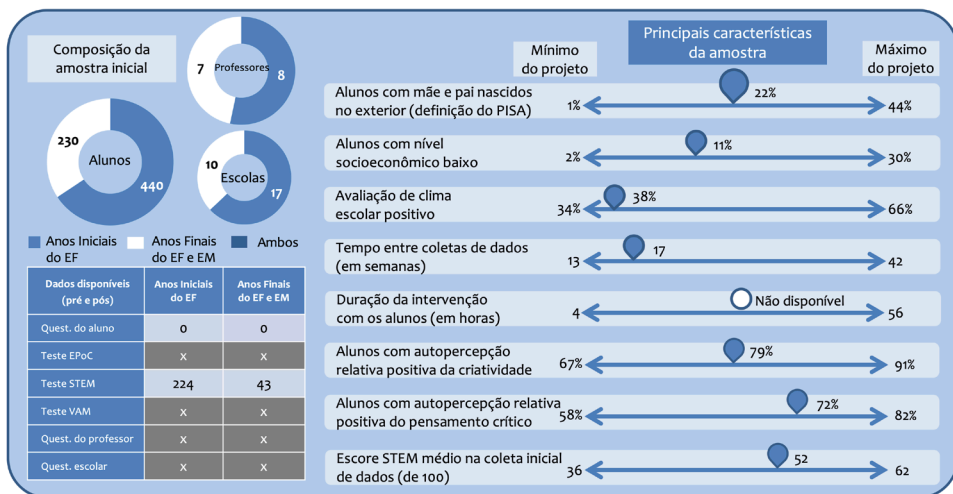 Composição da
amostra inicial
Professores
7
8
Alunos
230
440
Escolas
10
17
Anos Iniciais
do EF
Anos Finais
do EF e EM
Ambos
Dados disponíveis
(pré e pós)
Anos Iniciais
do EF
Anos Finais
do EF e EM
Quest. do aluno
0
0
Teste EPoC
x
x
Teste STEM
224
43
Teste VAM
x
x
Quest. do professor
x
x
Quest. escolar
x
x
Mínimo
do projeto
Principais características
da amostra
Máximo
do projeto
Alunos com mãe e pai nascidos
no exterior (definição do PISA)
1%
22%
44%
Alunos com nível
socioeconômico baixo
2%
11%
30%
Avaliação de clima
escolar positivo
34%
38%
66%
Tempo entre coletas de dados
(em semanas)
13
17
42
Duração da intervenção
com os alunos (em horas)
4
Não disponível
56
Alunos com autopercepção
relativa positiva da criatividade
67%
79%
91%
Alunos com autopercepção relativa
positiva do pensamento crítico
58%
72%
82%
Escore STEM médio na coleta inicial
de dados (de 100)
36
52
62